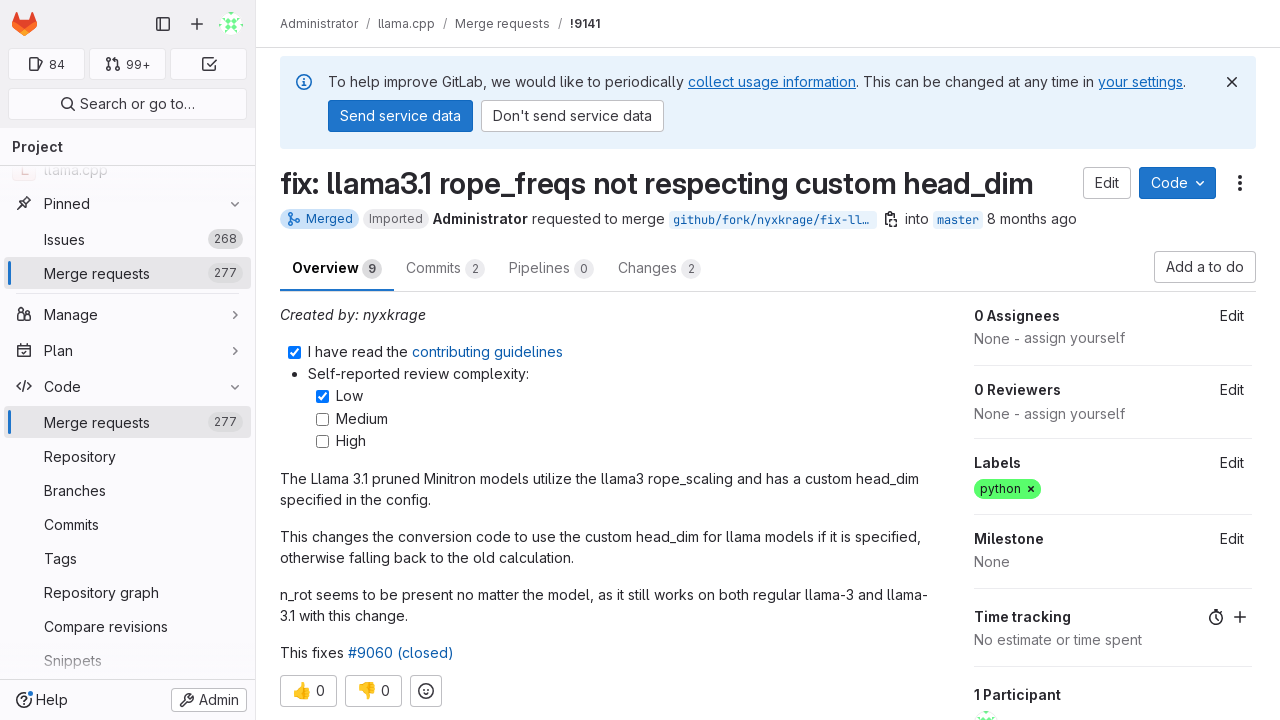 84
99+
Search or go to…
Project
L llama.cpp
Pinned
Issues 268
Merge requests 277
Manage
Plan
Code
Merge requests 277
Repository
Branches
Commits
Tags
Repository graph
Compare revisions
Snippets
Help
Admin
Administrator / llama.cpp / Merge requests / !9141
To help improve GitLab, we would like to periodically collect usage information. This can be changed at any time in your settings.
Send service data
Don't send service data
fix: llama3.1 rope_freqs not respecting custom head_dim
Edit
Code
Merged Imported Administrator requested to merge github/fork/nyxkrage/fix-ll… into master 8 months ago
Overview 9
Commits 2
Pipelines 0
Changes 2
Add a to do
Created by: nyxkrage
I have read the contributing guidelines
Self-reported review complexity:
Low
Medium
High
The Llama 3.1 pruned Minitron models utilize the llama3 rope_scaling and has a custom head_dim
specified in the config.
This changes the conversion code to use the custom head_dim for llama models if it is specified,
otherwise falling back to the old calculation.
n_rot seems to be present no matter the model, as it still works on both regular llama-3 and llama-
3.1 with this change.
This fixes #9060 (closed)
👍 0
👎 0
0 Assignees Edit
None - assign yourself
0 Reviewers Edit
None - assign yourself
Labels Edit
python ×
Milestone Edit
None
Time tracking
No estimate or time spent
1 Participant